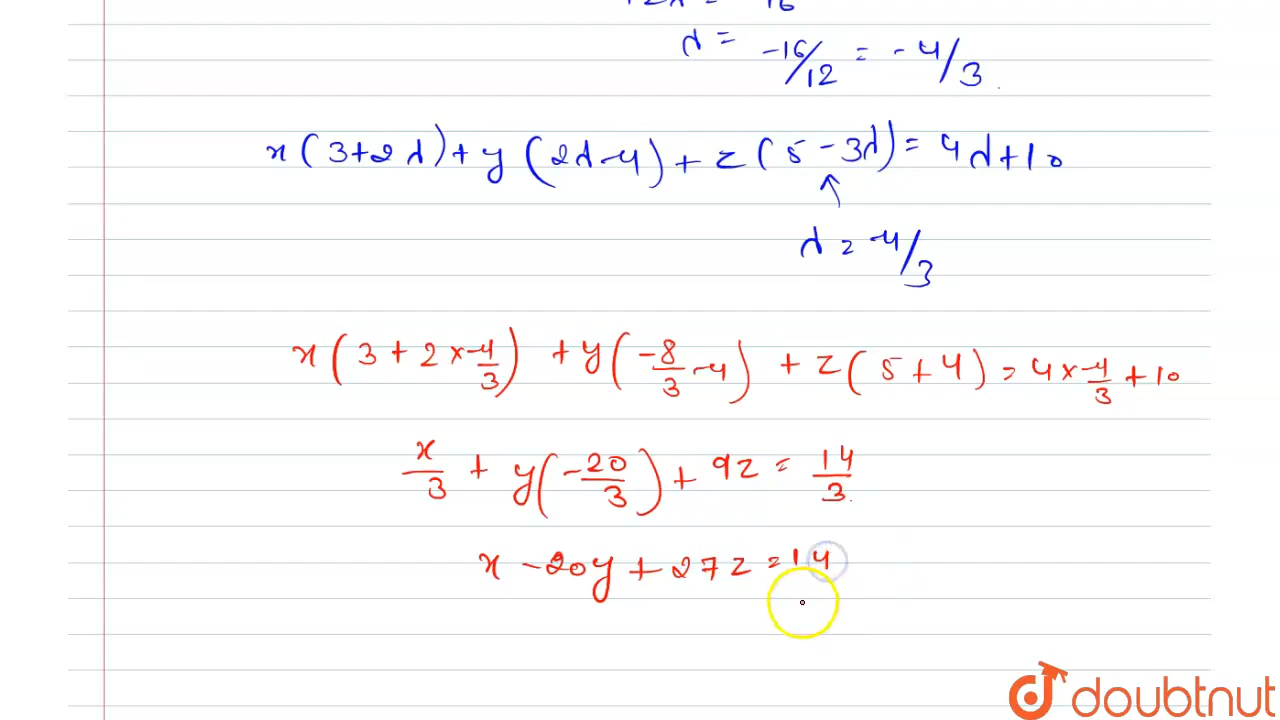 λ = -16/12 = -4/3
x(3+2λ)+y(2λ-4)+z(5-3λ)=4λ+10
↑
λ = -4/3
x(3+2×-4/3)+y(-8/3-4)+z(5+4)=4×-4/3+10
x/3+y(-20/3)+9z=14/3
x-20y+27z=14
doubtnut